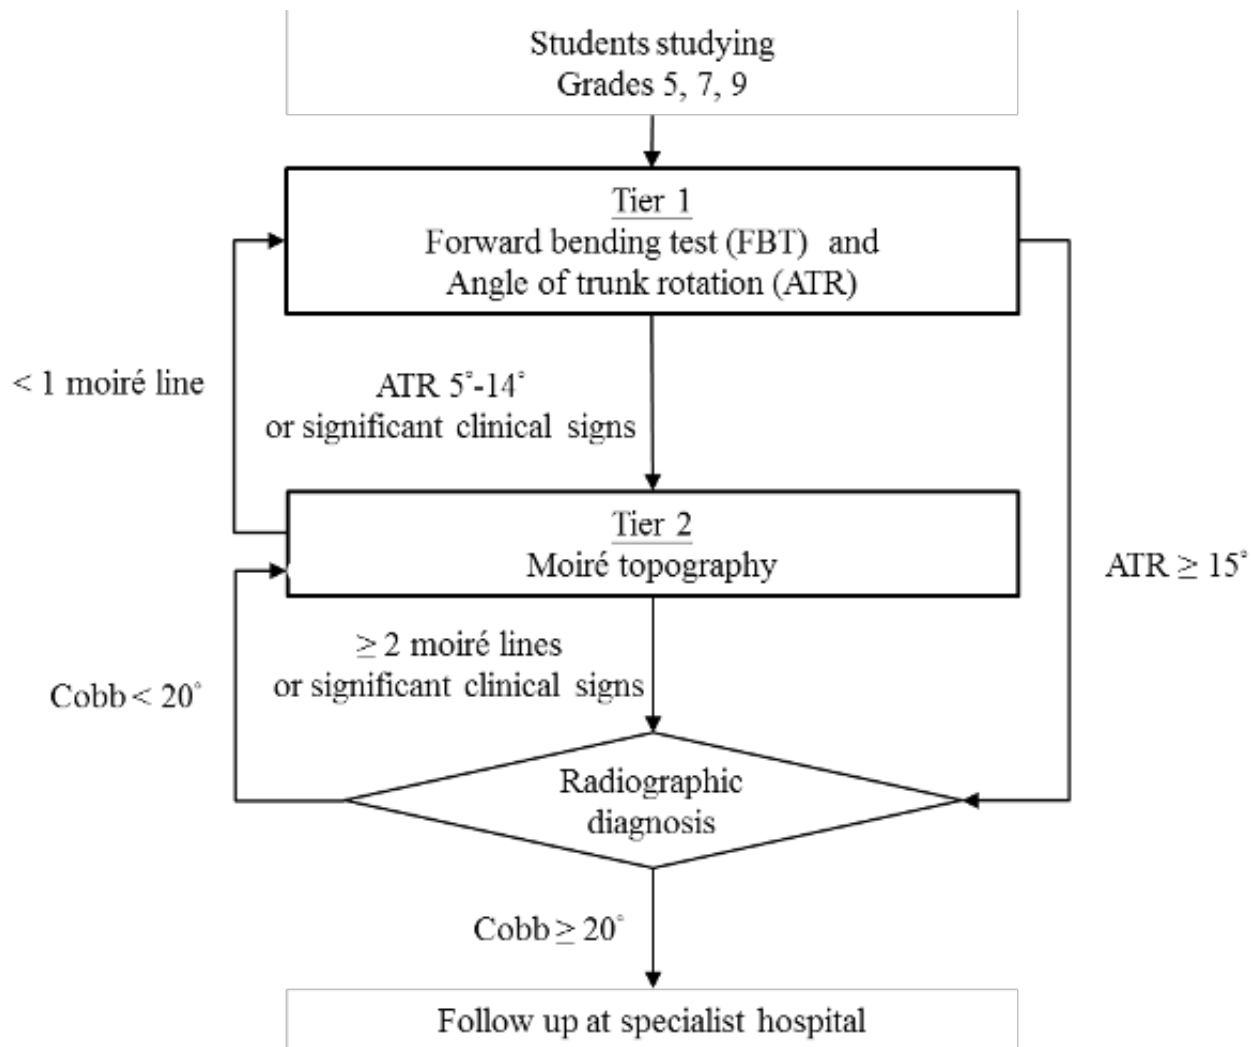 Students studying
Grades 5, 7, 9
Tier 1
Forward bending test (FBT) and
Angle of trunk rotation (ATR)
< 1 moiré line
ATR 5°-14°
or significant clinical signs
Tier 2
Moiré topography
ATR ≥ 15°
≥ 2 moiré lines
or significant clinical signs
Cobb < 20°
Radiographic
diagnosis
Cobb ≥ 20°
Follow up at specialist hospital